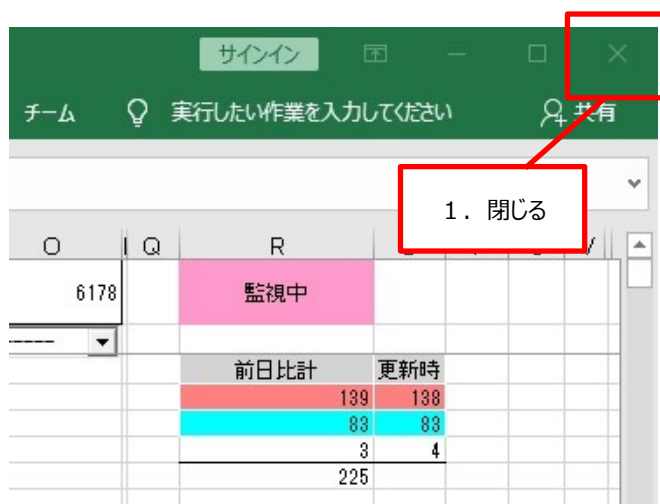 サインイン
チーム 実行したい作業を入力してください 共有
1. 閉じる
O Q R
6178 監視中
-----
前日比計 更新時
139 138
83 83
3 4
225